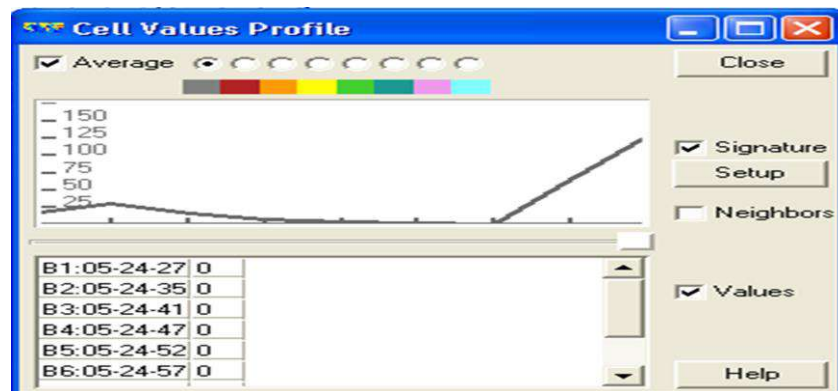 Cell Values Profile
Average
Close
150
125
100
75
50
25
Signature
Setup
Neighbors
B1:05-24-27 0
B2:05-24-35 0
B3:05-24-41 0
B4:05-24-47 0
B5:05-24-52 0
B6:05-24-57 0
Values
Help